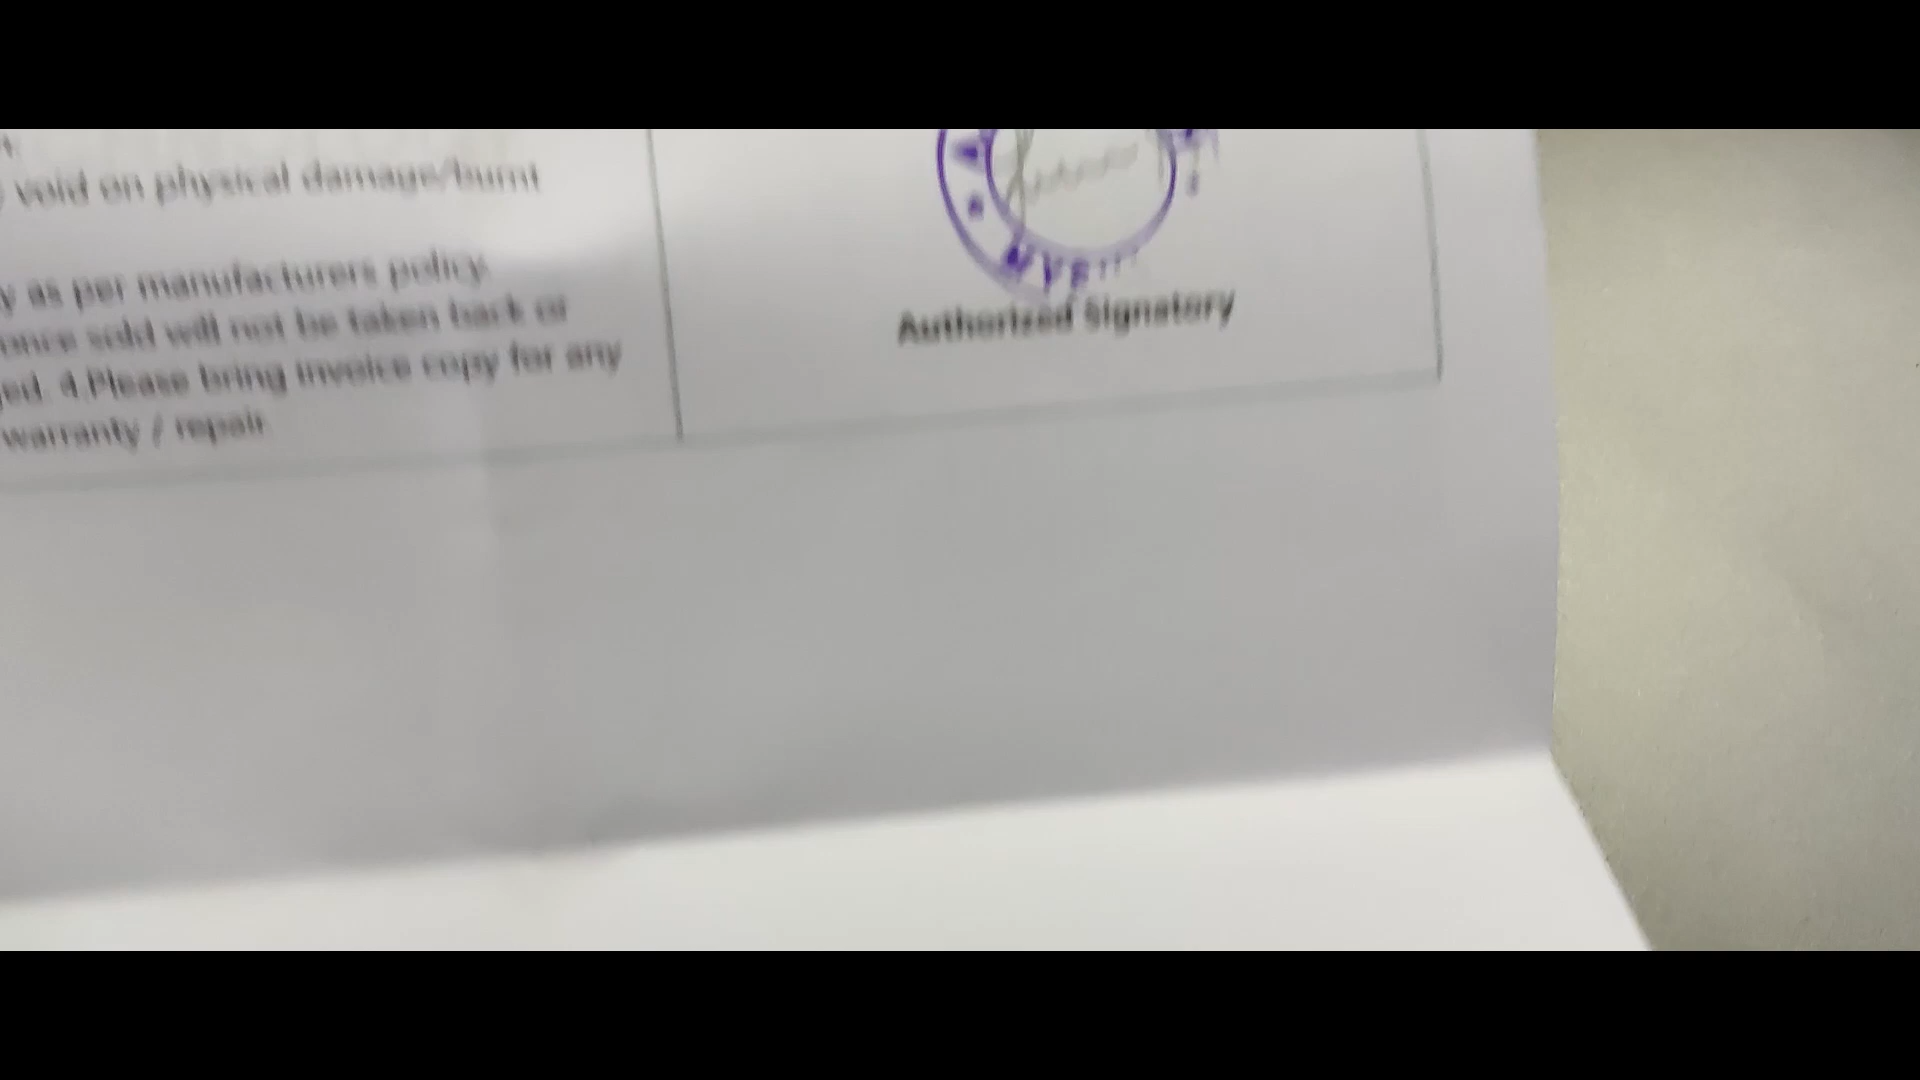 void on physical damage/burnt
y as per manufacturers policy.
once sold will not be taken back or
ged. 4.Please bring invoice copy for any
warranty / repair
Authorized Signatory